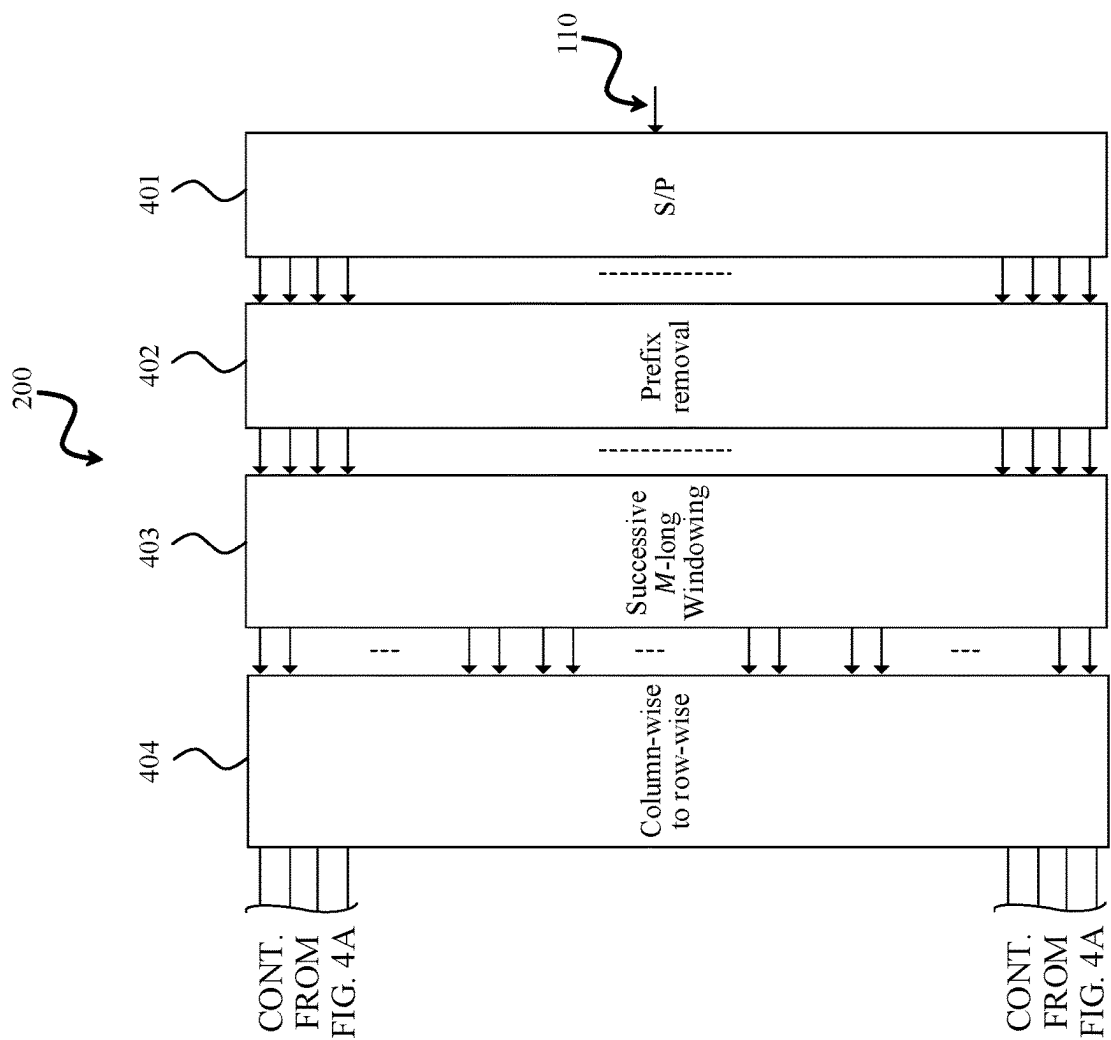 200
110
401
402
403
404
S/P
Prefix
removal
Successive
M-long
Windowing
Column-wise
to row-wise
CONT.
FROM
FIG. 4A
CONT.
FROM
FIG. 4A